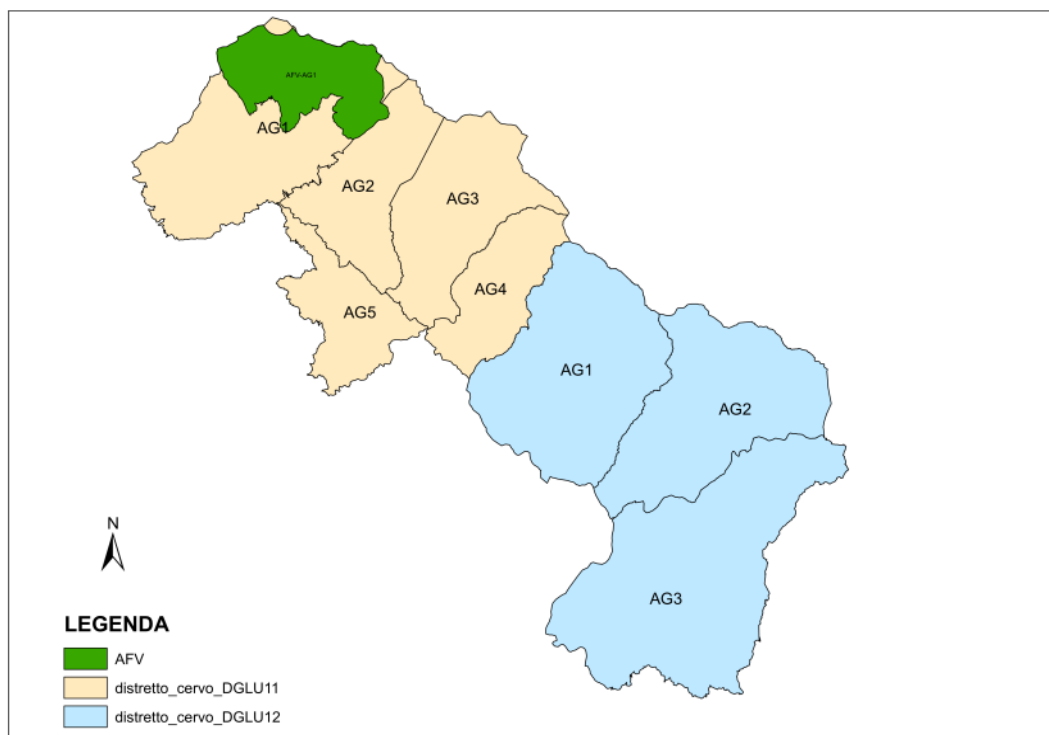 AFV-AG1
AG1
AG2
AG3
AG4
AG5
AG1
AG2
AG3
N
LEGENDA
AFV
distretto_cervo_DGLU11
distretto_cervo_DGLU12